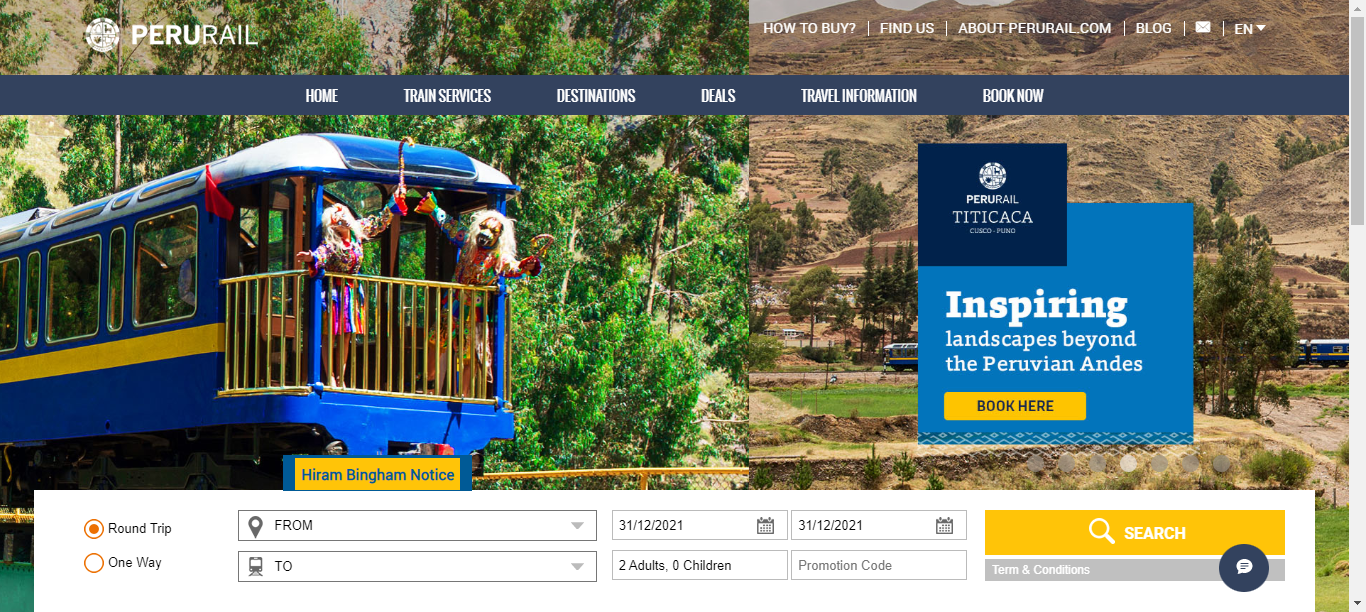 PERURAIL
HOW TO BUY? FIND US ABOUT PERURAIL.COM BLOG EN
HOME TRAIN SERVICES DESTINATIONS DEALS TRAVEL INFORMATION BOOK NOW
PERURAIL
TITICACA
CUSCO - PUNO
Inspiring
landscapes beyond
the Peruvian Andes
BOOK HERE
Hiram Bingham Notice
Round Trip
One Way
FROM
TO
31/12/2021 31/12/2021
2 Adults, 0 Children Promotion Code
SEARCH
Term & Conditions